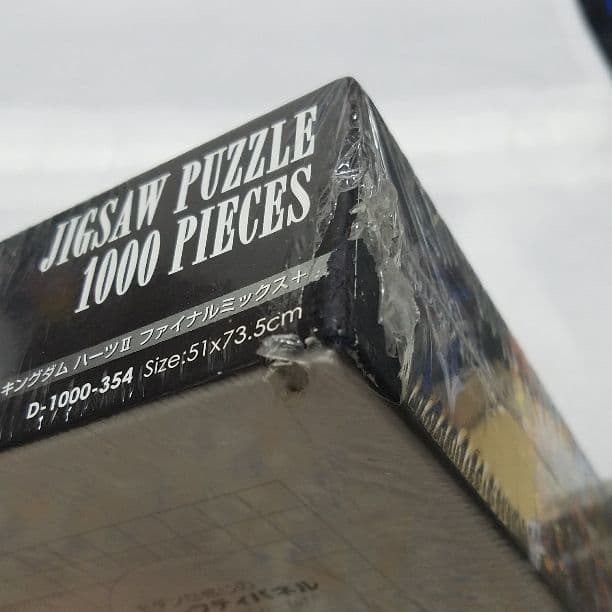 JIGSAW PUZZLE
1000 PIECES
キングダム ハーツII ファイナルミックス+
D-1000-354 Size:51x73.5cm